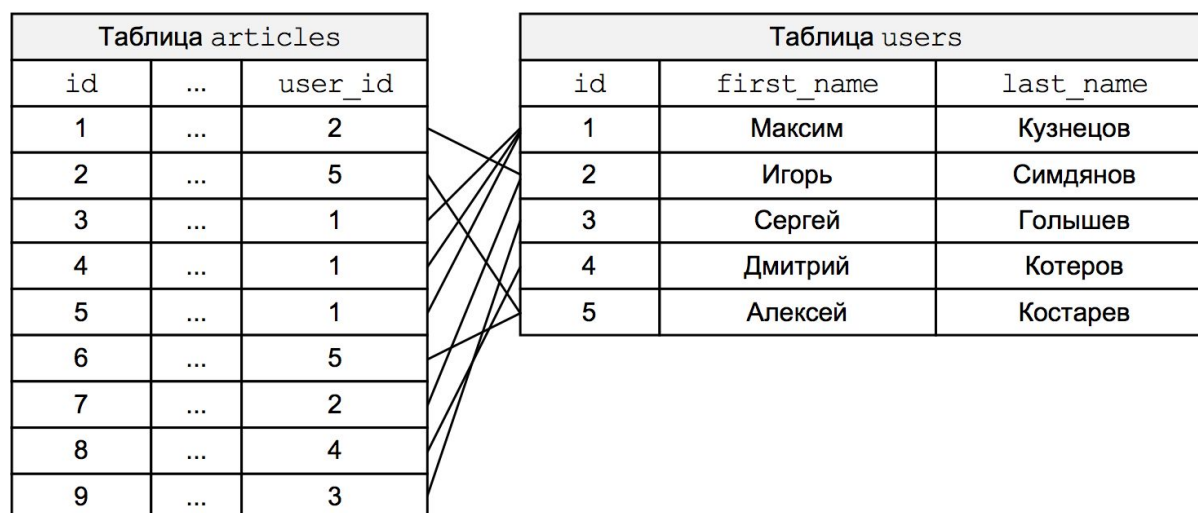 Таблица articles
id ... user_id
1 ... 2
2 ... 5
3 ... 1
4 ... 1
5 ... 1
6 ... 5
7 ... 2
8 ... 4
9 ... 3
Таблица users
id first_name last_name
1 Максим Кузнецов
2 Игорь Симдянов
3 Сергей Голышев
4 Дмитрий Котеров
5 Алексей Костарев